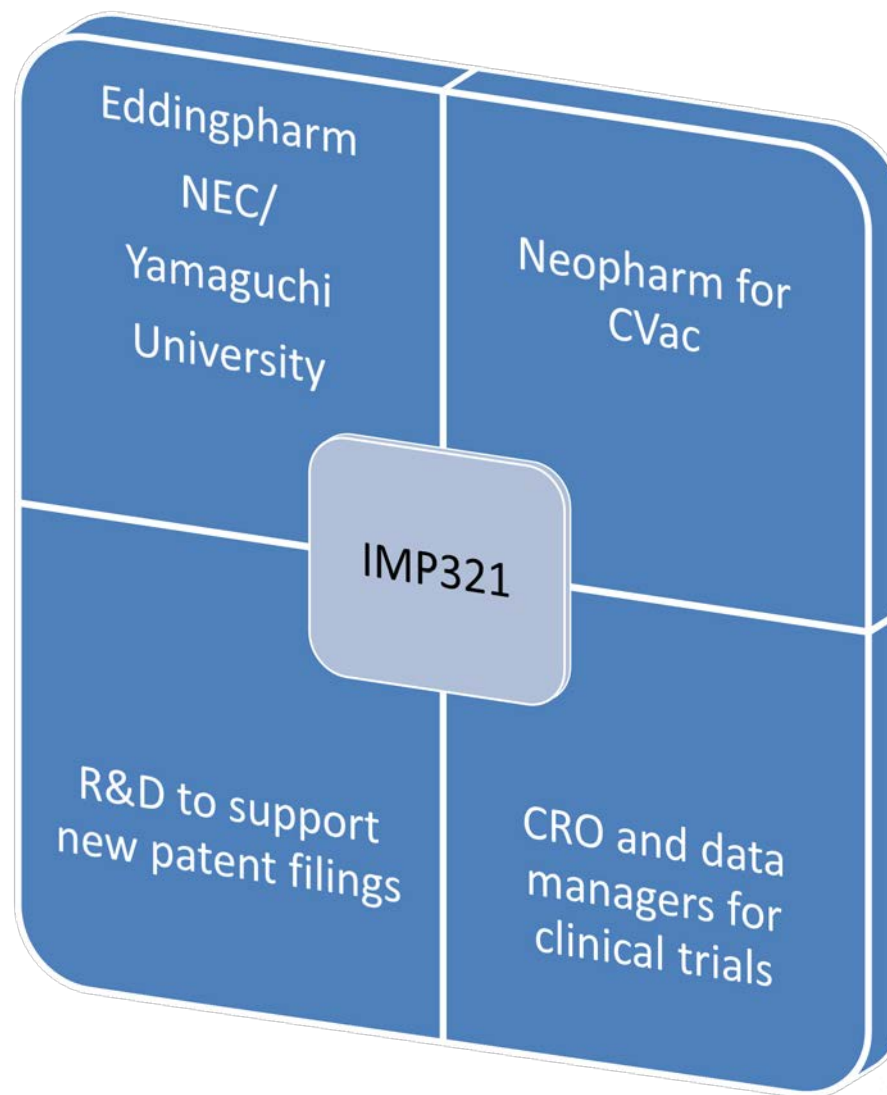 Eddingpharm
NEC/
Yamaguchi
University
Neopharm for
CVac
IMP321
R&D to support
new patent filings
CRO and data
managers for
clinical trials